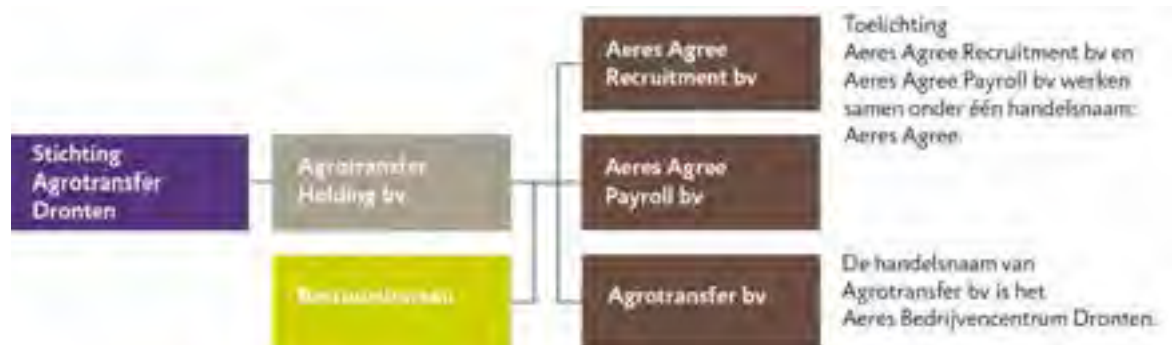 Stichting
Agrotransfer
Dronten
Agrotransfer
Holding bv
Bestuursbureau
Aeres Agree
Recruitment bv
Aeres Agree
Payroll bv
Agrotransfer bv
Toelichting
Aeres Agree Recruitment bv en
Aeres Agree Payroll bv werken
samen onder één handelsnaam:
Aeres Agree.
De handelsnaam van
Agrotransfer bv is het
Aeres Bedrijvencentrum Dronten.